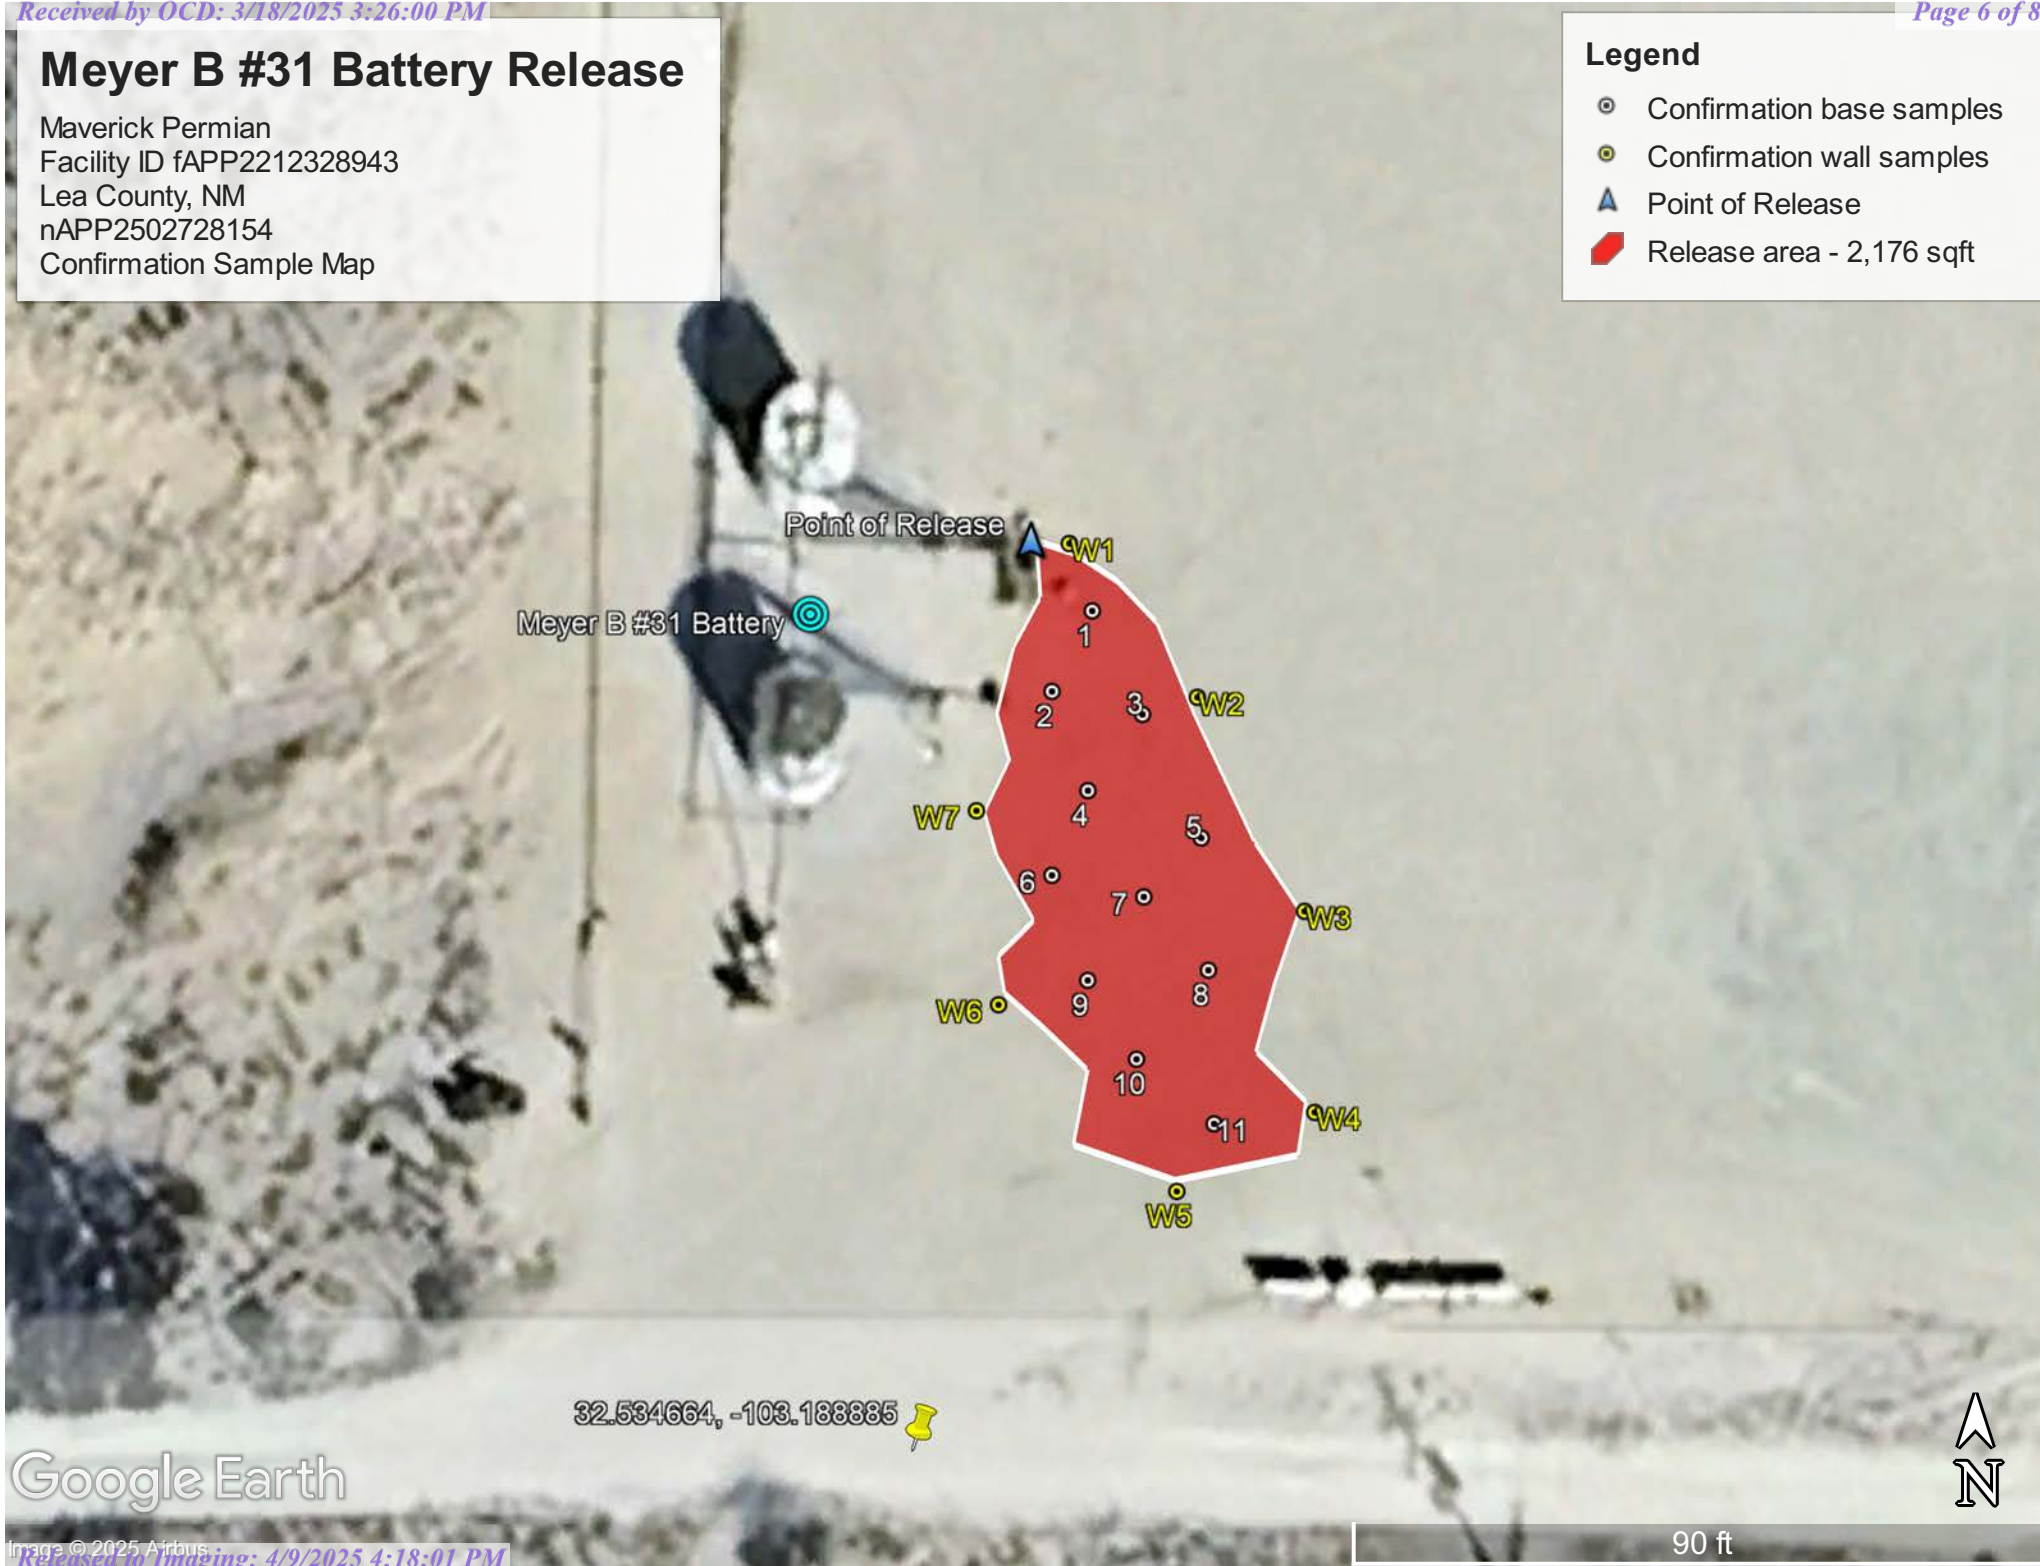 Received by OCD: 3/18/2025 3:26:00 PM
Page 6 of 8
Meyer B #31 Battery Release
Maverick Permian
Facility ID fAPP2212328943
Lea County, NM
nAPP2502728154
Confirmation Sample Map
Legend
Confirmation base samples
Confirmation wall samples
Point of Release
Release area - 2,176 sqft
Point of Release
W1
Meyer B #31 Battery
1
2
3
W2
4
W7
5
6
7
W3
8
9
W6
10
11
W4
W5
32.534664, -103.188885
Google Earth
N
90 ft
Image © 2025 Airbus
Released to Imaging: 4/9/2025 4:18:01 PM